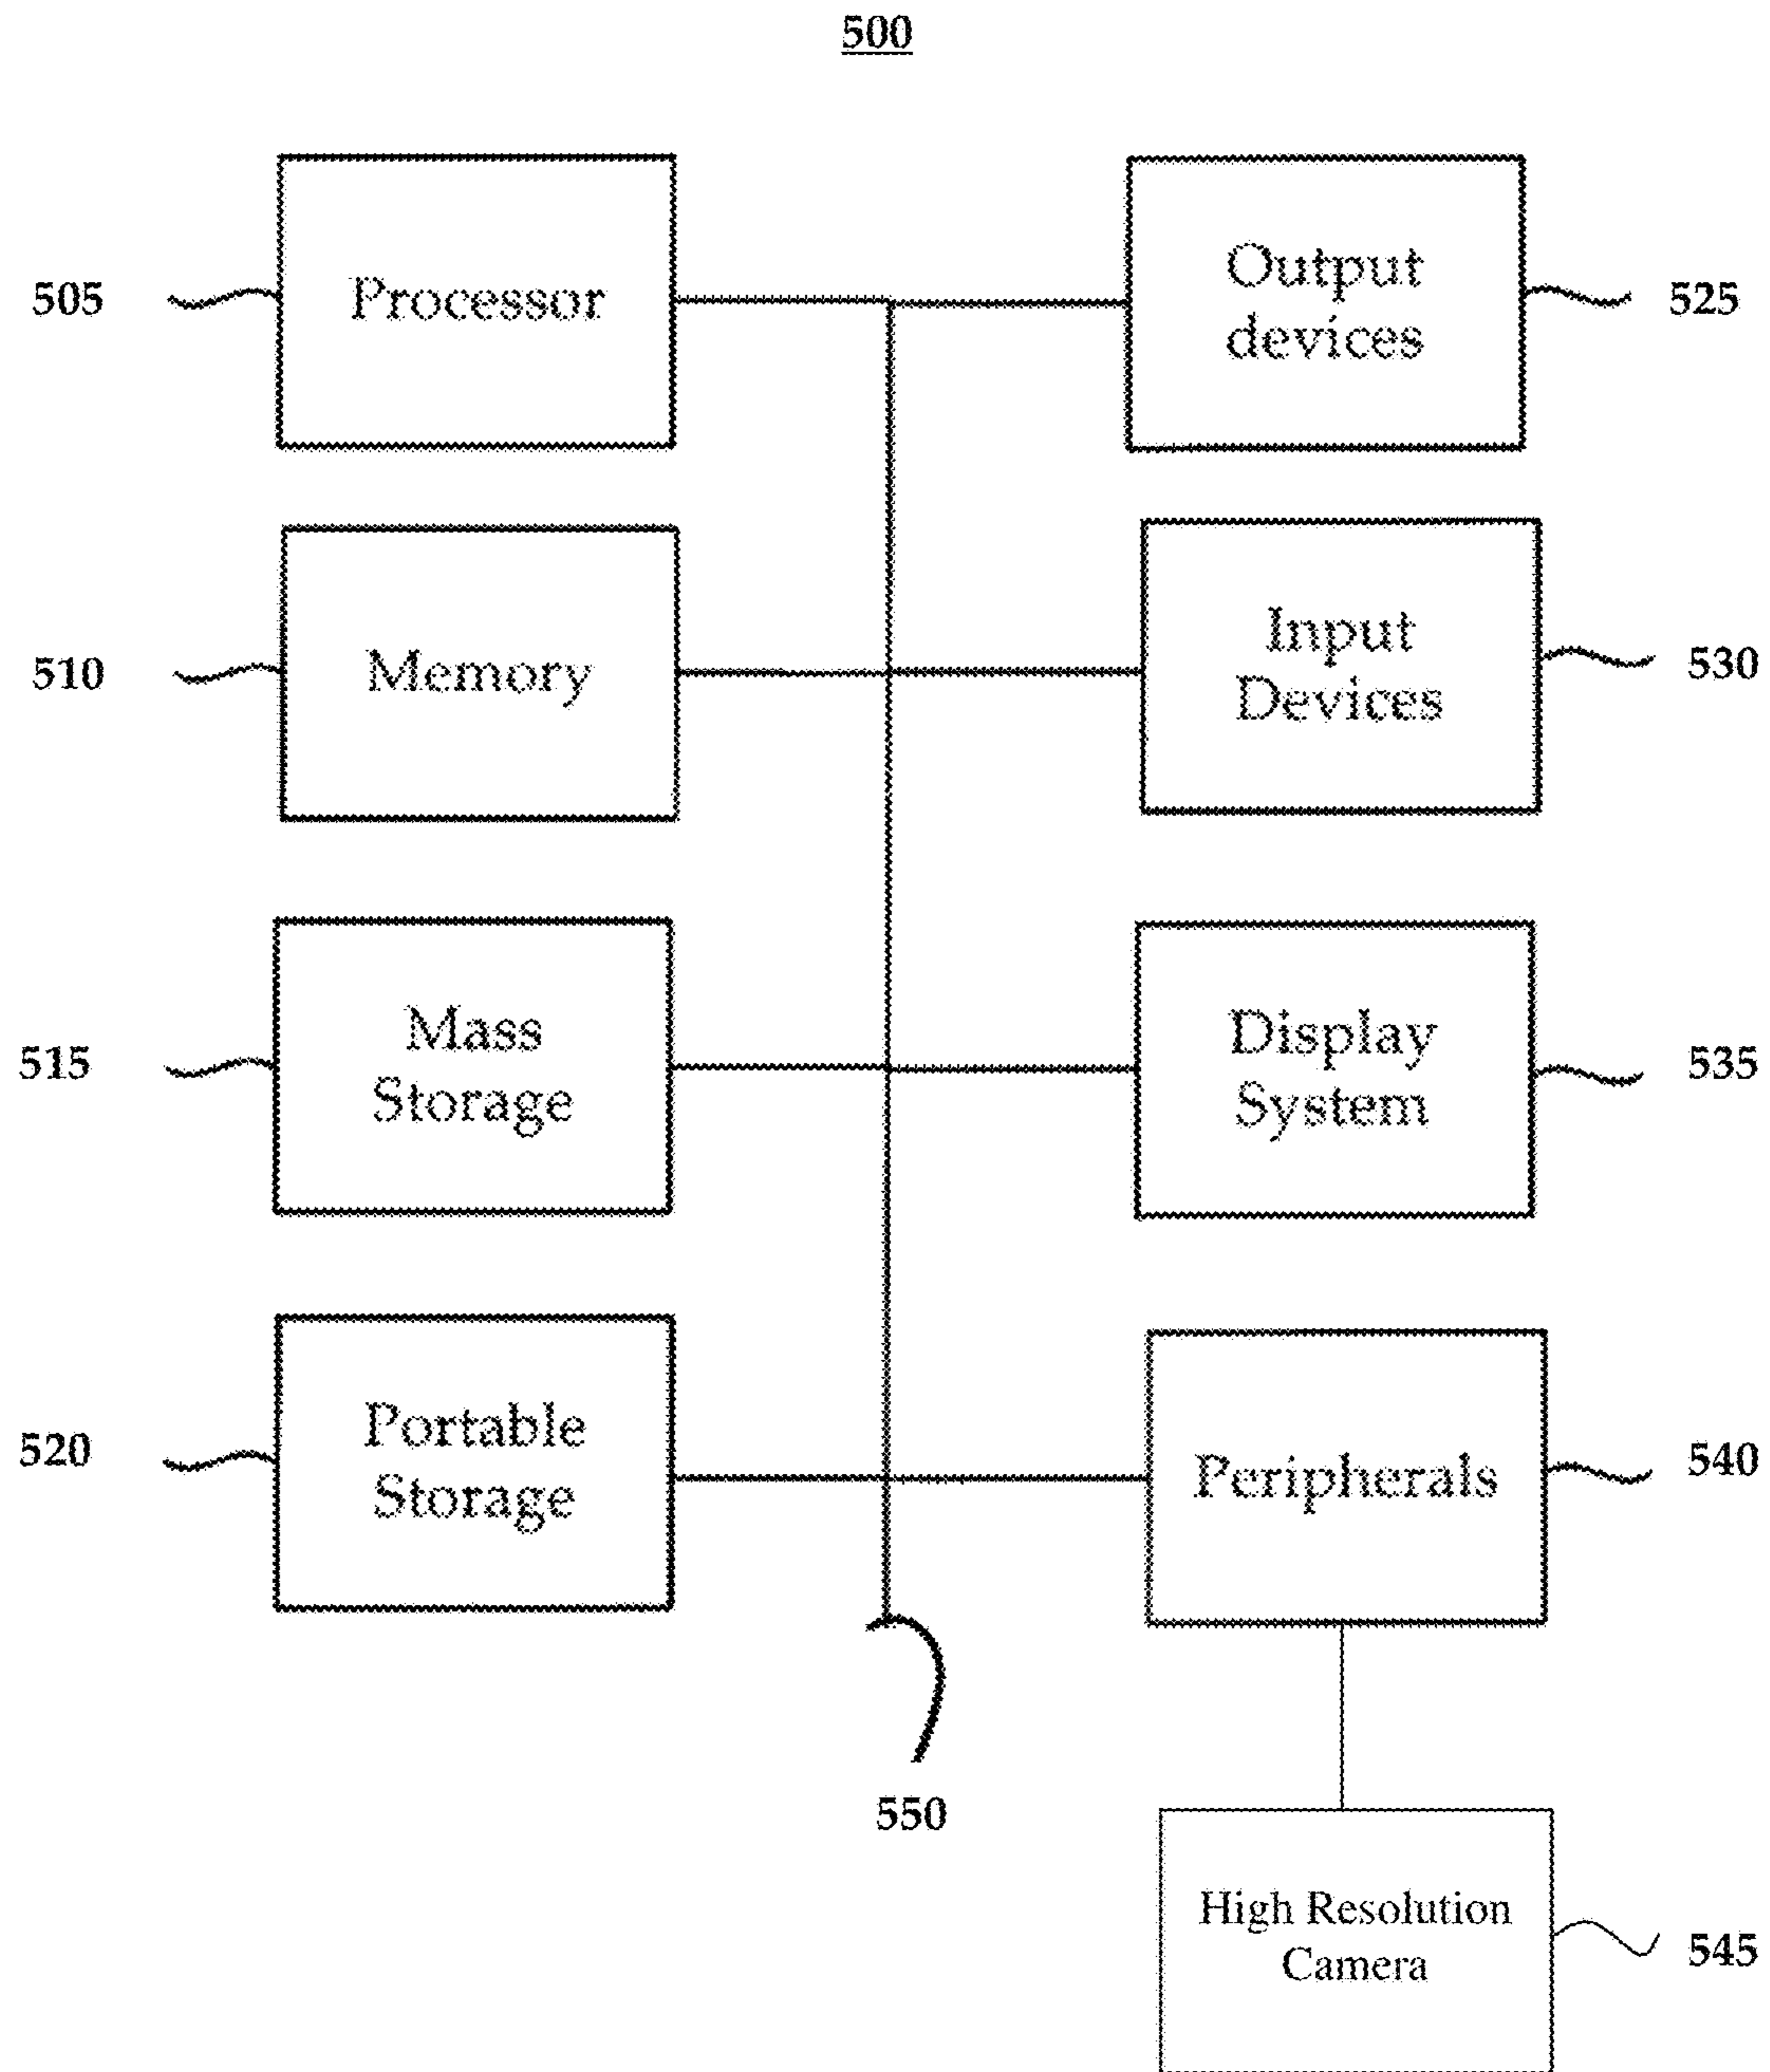 500
505
Processor
Output
devices
525
510
Memory
Input
Devices
530
515
Mass
Storage
Display
System
535
520
Portable
Storage
Peripherals
540
550
High Resolution
Camera
545